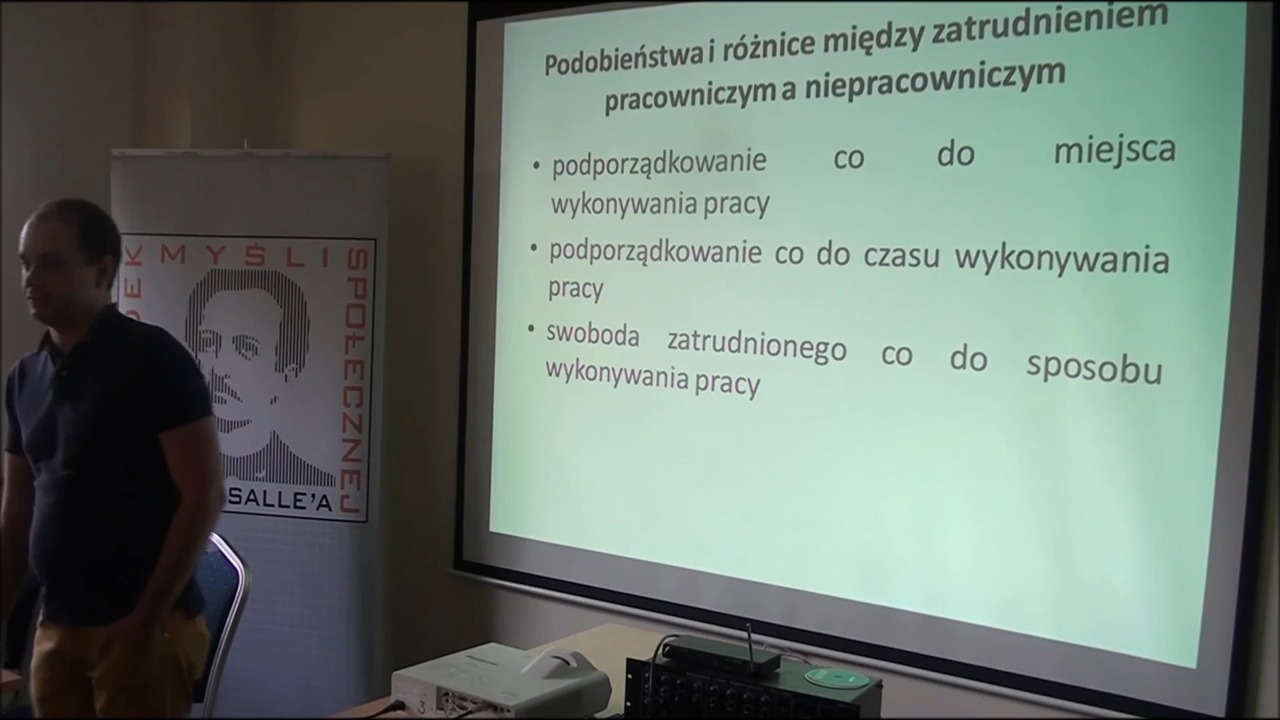 Podobieństwa i różnice między zatrudnieniem
pracowniczym a niepracowniczym
• podporządkowanie co do miejsca
wykonywania pracy
• podporządkowanie co do czasu wykonywania
pracy
• swoboda zatrudnionego co do sposobu
wykonywania pracy
MYŚLI
SPOŁECZNEJ
SALLE'A